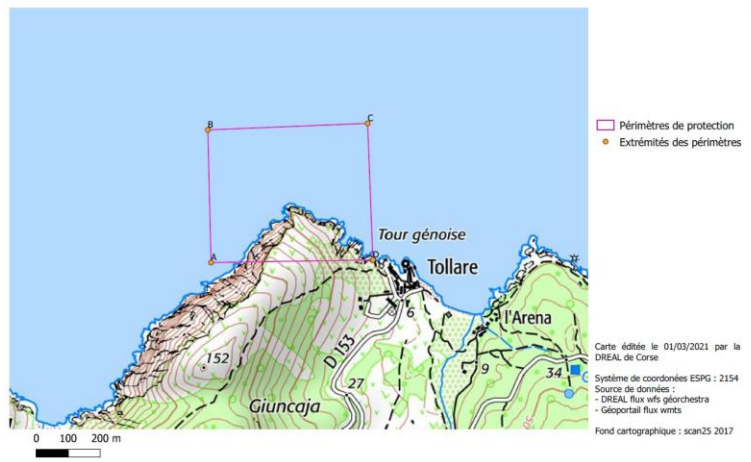 B
C
Périmètres de protection
Extrémités des périmètres
Tour génoise
A
D
Tollare
6
l'Arena
D 153
152
9
34
27
Giuncaja
Carte éditée le 01/03/2021 par la
DREAL de Corse
Système de coordonées ESPG : 2154
Source de données :
- DREAL flux wfs géorchestra
- Géoportail flux wmts
Fond cartographique : scan25 2017
0 100 200 m